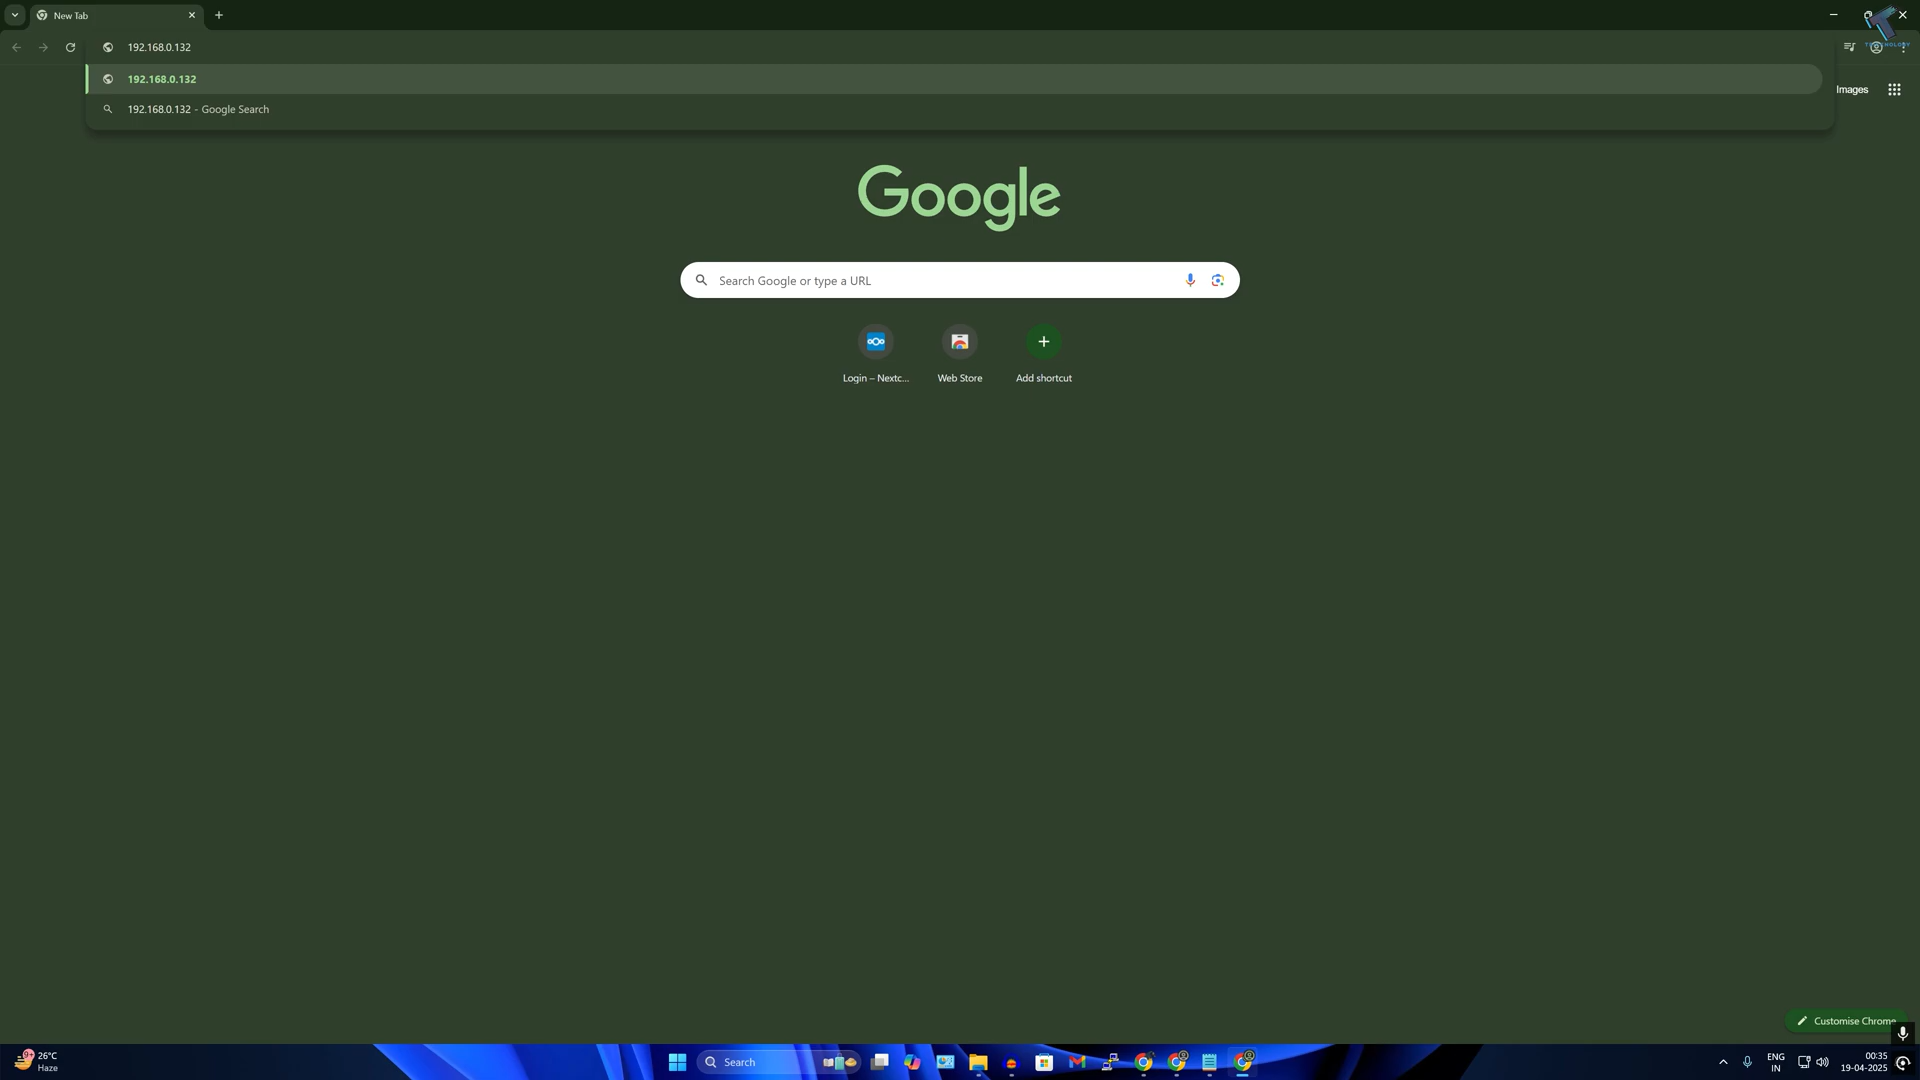 New Tab
192.168.0.132
192.168.0.132
192.168.0.132 - Google Search
Images
Google
Search Google or type a URL
Login – Nextc...
Web Store
Add shortcut
Customise Chrome
26°C
Haze
Search
ENG
IN
00:35
19-04-2025